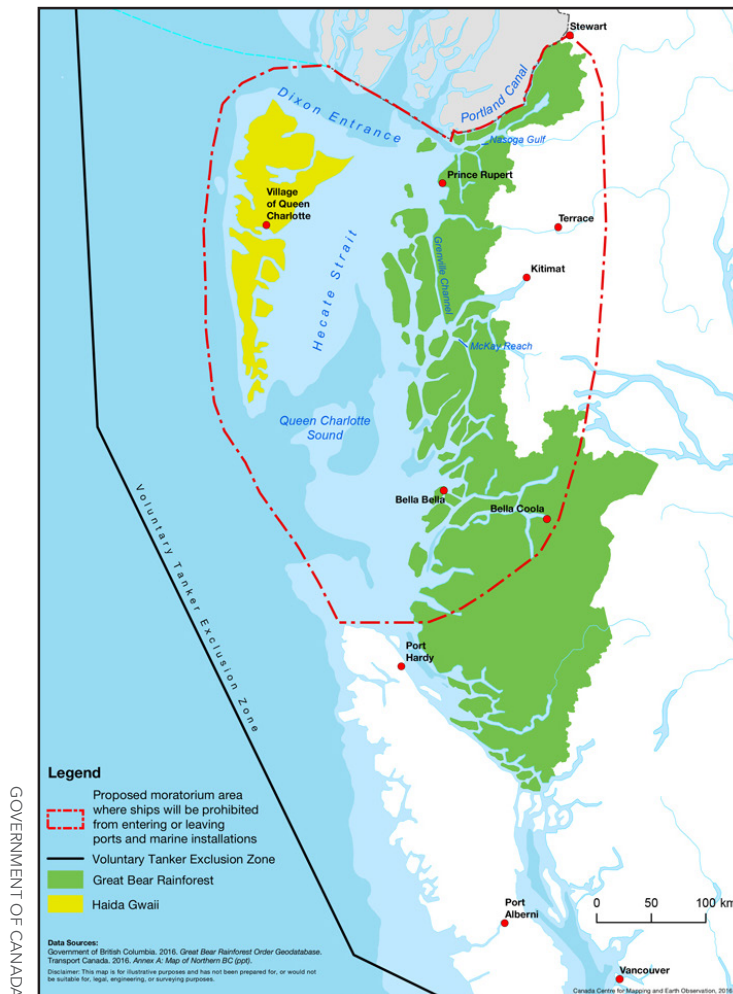 Stewart
Portland Canal
Dixon Entrance
Nasoga Gulf
Prince Rupert
Village
of Queen
Charlotte
Terrace
Hecate Strait
Grenville Channel
Kitimat
McKay Reach
Queen Charlotte
Sound
Bella Bella
Bella Coola
Voluntary Tanker Exclusion Zone
Port
Hardy
Legend
Proposed moratorium area
where ships will be prohibited
from entering or leaving
ports and marine installations
Voluntary Tanker Exclusion Zone
Great Bear Rainforest
Haida Gwaii
Port
Alberni
0 50 100 km
Vancouver
Data Sources:
Government of British Columbia. 2016. Great Bear Rainforest Order Geodatabase.
Transport Canada. 2016. Annex A: Map of Northern BC (ppt).
Disclaimer: This map is for illustrative purposes and has not been prepared for, or would not
be suitable for, legal, engineering, or surveying purposes.
Canada Centre for Mapping and Earth Observation, 2016
GOVERNMENT OF CANADA